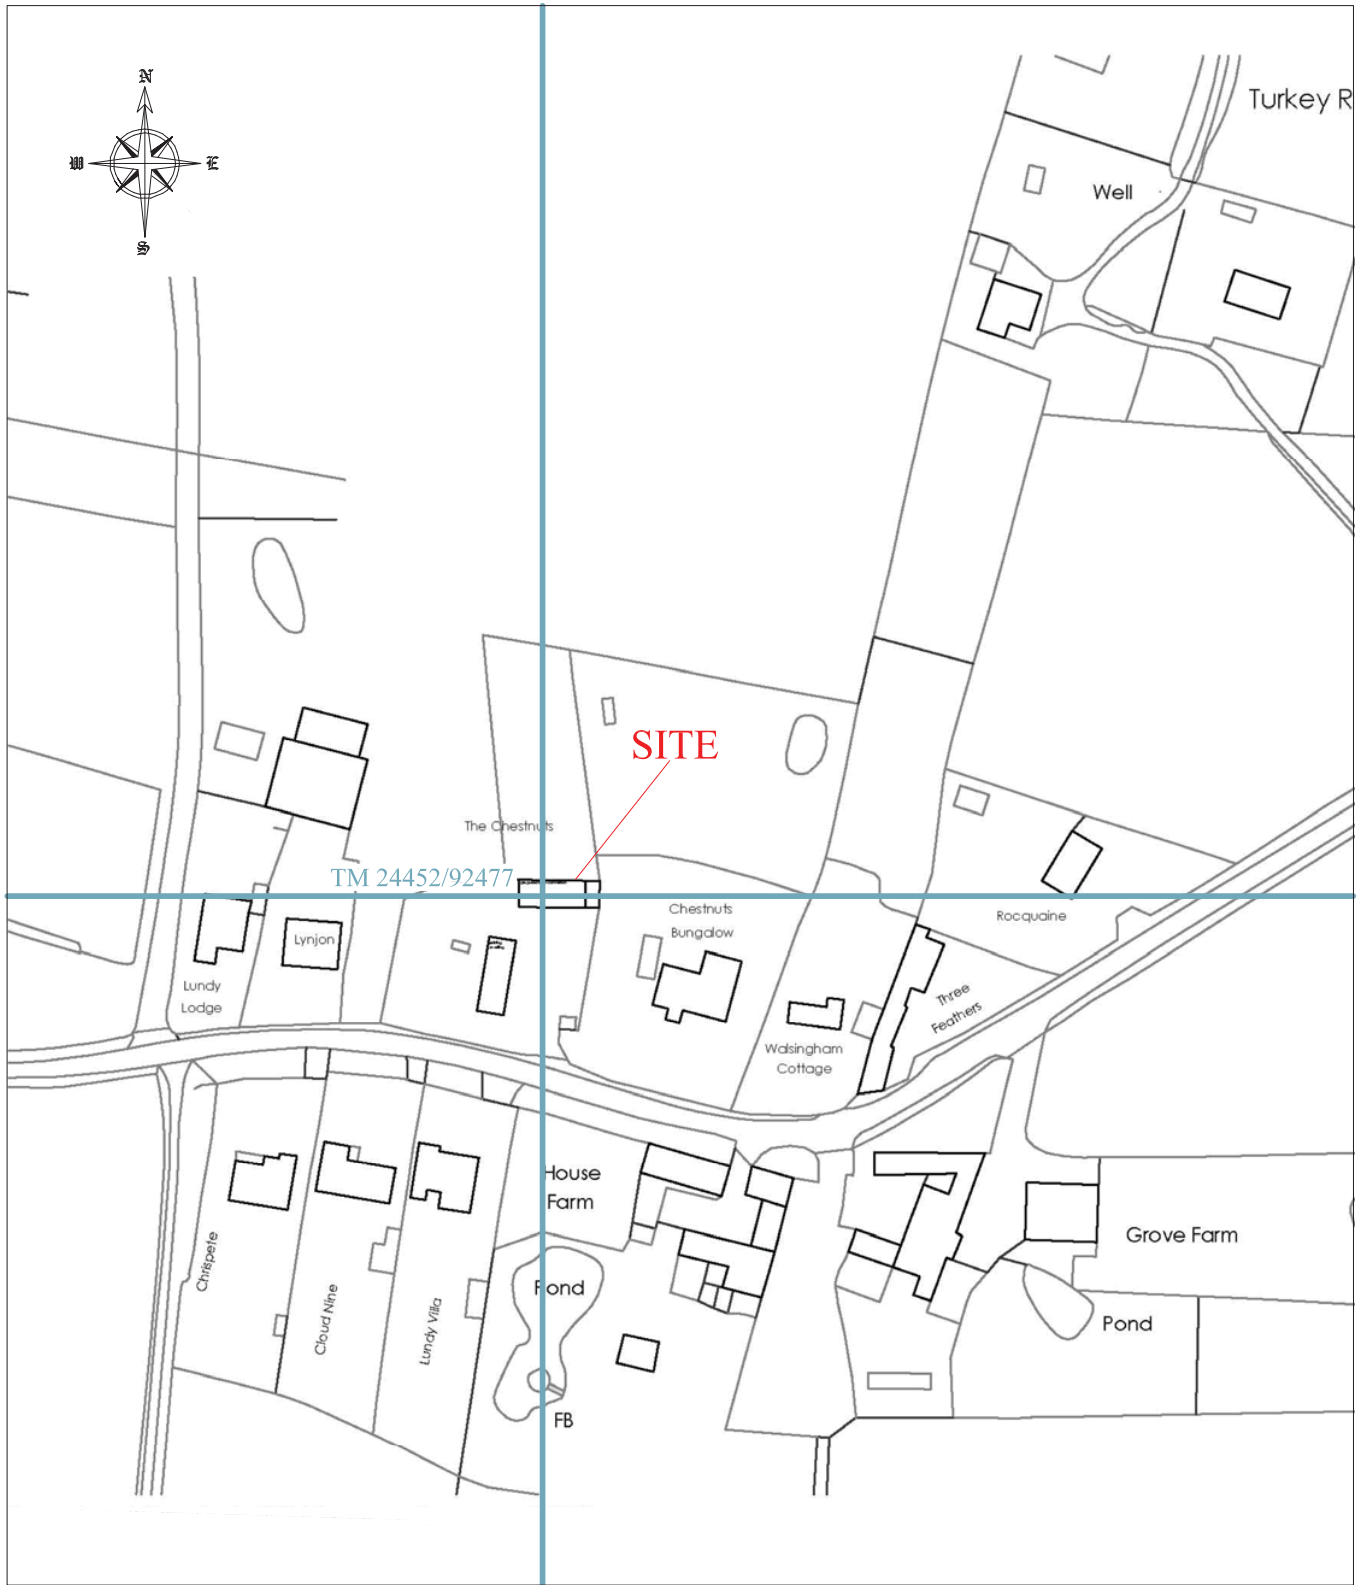 N
W
E
S
Turkey R
Well
SITE
The Chestnuts
TM 24452/92477
Chestnuts
Bungalow
Rocquaine
Lynjon
Lundy
Lodge
Three
Feathers
Walsingham
Cottage
House
Farm
Chrispete
Cloud Nine
Lundy Villa
Pond
Grove Farm
Pond
FB